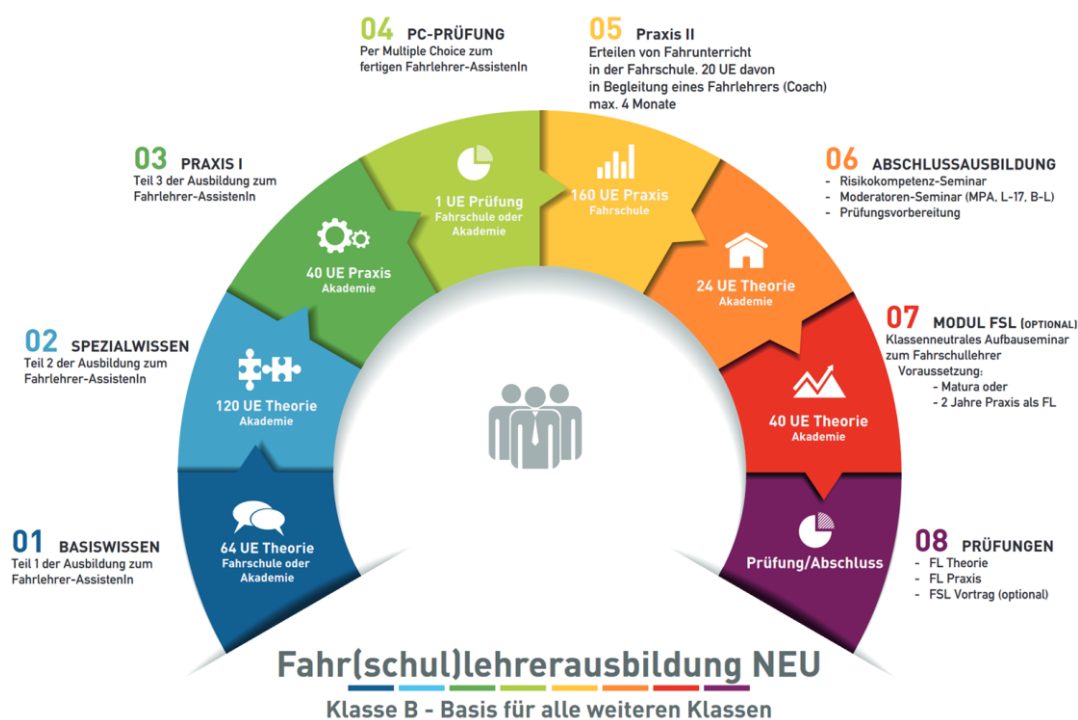 01 BASISWISSEN
Teil 1 der Ausbildung zum
Fahrlehrer-AssistenIn
64 UE Theorie
Fahrschule oder
Akademie
02 SPEZIALWISSEN
Teil 2 der Ausbildung zum
FahrlehrerIn-AssistenIn
120 UE Theorie
Akademie
03 PRAXIS I
Teil 3 der Ausbildung zum
Fahrlehrer-AssistenIn
40 UE Praxis
Akademie
04 PC-PRÜFUNG
Per Multiple Choice zum
fertigen Fahrlehrer-AssistenIn
1 UE Prüfung
Fahrschule oder
Akademie
05 Praxis II
Erteilen von Fahrunterricht
in der Fahrschule. 20 UE davon
in Begleitung eines Fahrlehrers (Coach)
max. 4 Monate
160 UE Praxis
Fahrschule
06 ABSCHLUSSAUSBILDUNG
- Risikokompetenz-Seminar
- Moderatoren-Seminar (MPA, L-17, B-L)
- Prüfungsvorbereitung
24 UE Theorie
Akademie
07 MODUL FSL (OPTIONAL)
Klassenneutrales Aufbauseminar
zum Fahrschullehrer
Voraussetzung:
- Matura oder
- 2 Jahre Praxis als FL
40 UE Theorie
Akademie
08 PRÜFUNGEN
- FL Theorie
- FL Praxis
- FSL Vortrag (optional)
Prüfung/Abschluss
Fahr(schul)lehrerausbildung NEU
Klasse B - Basis für alle weiteren Klassen